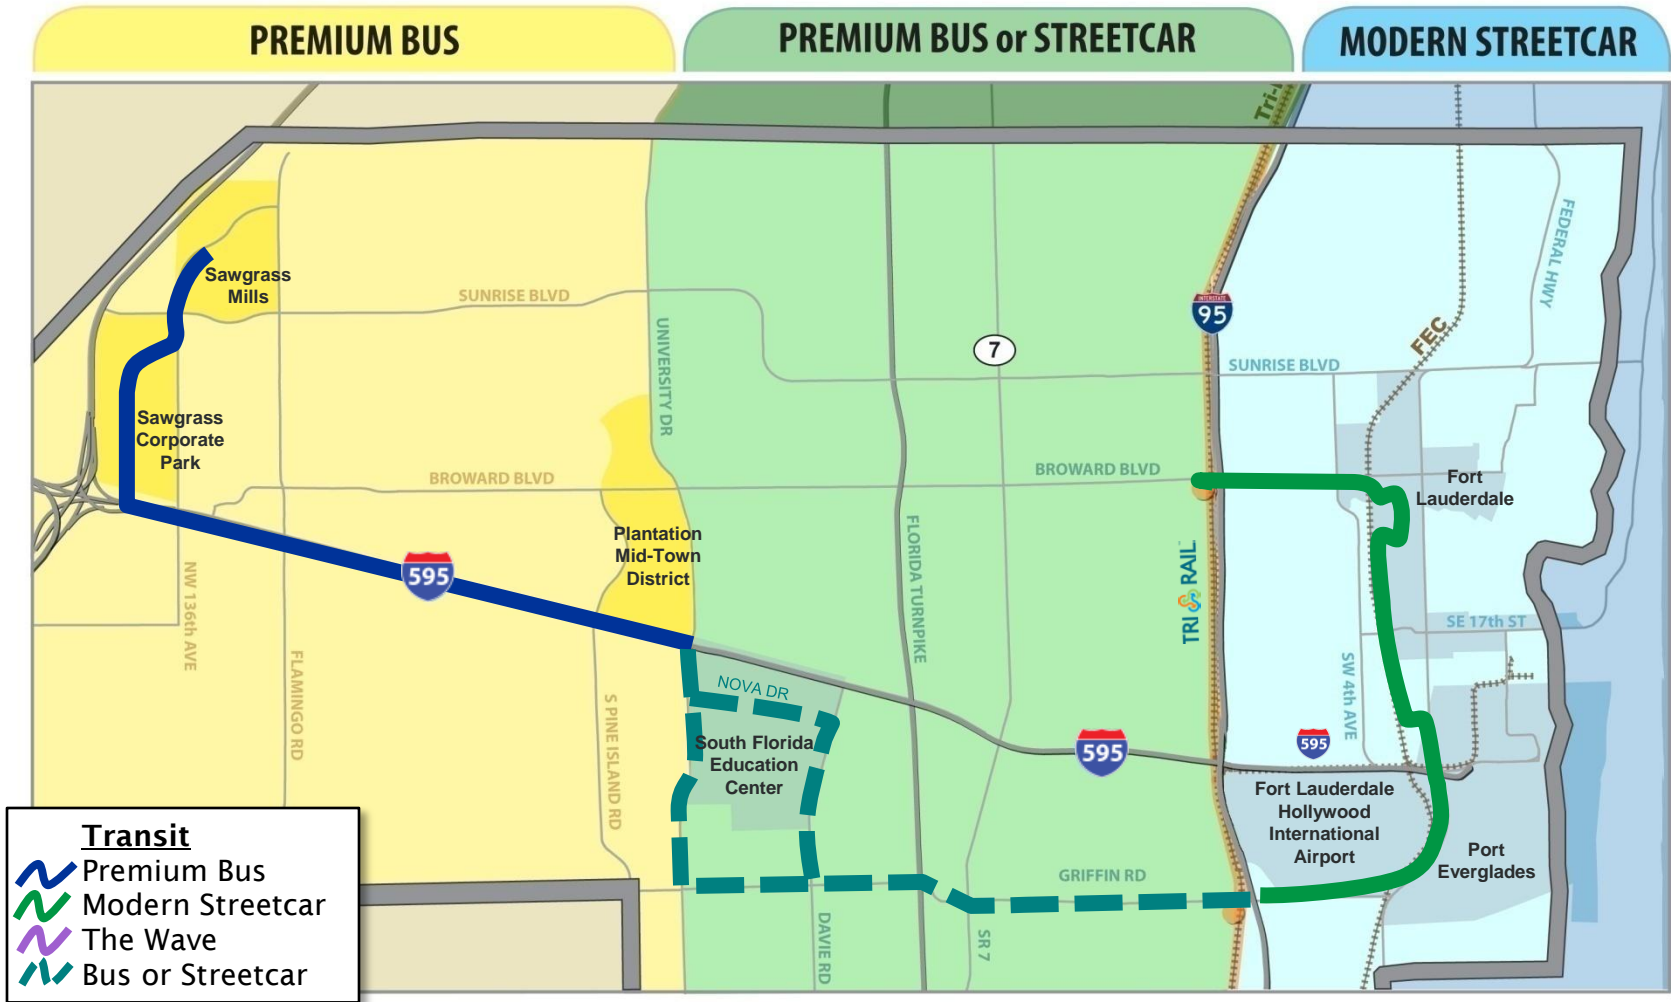 PREMIUM BUS
PREMIUM BUS or STREETCAR
MODERN STREETCAR
Sawgrass
Mills
SUNRISE BLVD
UNIVERSITY DR
7
INTERSTATE
95
FEC
FEDERAL HWY
SUNRISE BLVD
Sawgrass
Corporate
Park
BROWARD BLVD
BROWARD BLVD
Fort
Lauderdale
Plantation
Mid-Town
District
FLORIDA TURNPIKE
TRI RAIL
595
NW 136th AVE
FLAMINGO RD
S PINE ISLAND RD
NOVA DR
SE 17th ST
SW 4th AVE
South Florida
Education
Center
595
595
Fort Lauderdale
Hollywood
International
Airport
Port
Everglades
GRIFFIN RD
DAVIE RD
SR 7
Transit
Premium Bus
Modern Streetcar
The Wave
Bus or Streetcar